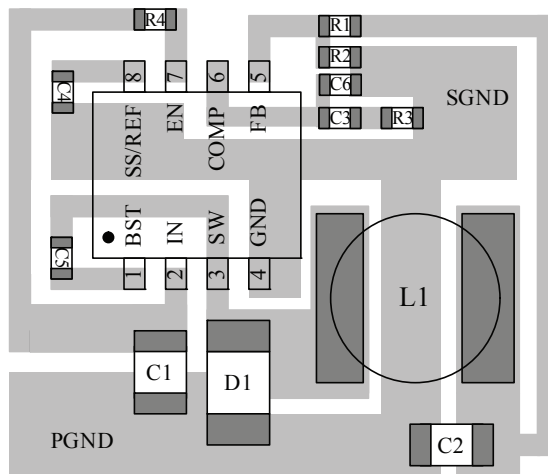 R4
R1
R2
C6
C3
R3
SGND
C4
8
7
6
5
SS/REF
EN
COMP
FB
BST
IN
SW
GND
1
2
3
4
C5
L1
C1
D1
PGND
C2